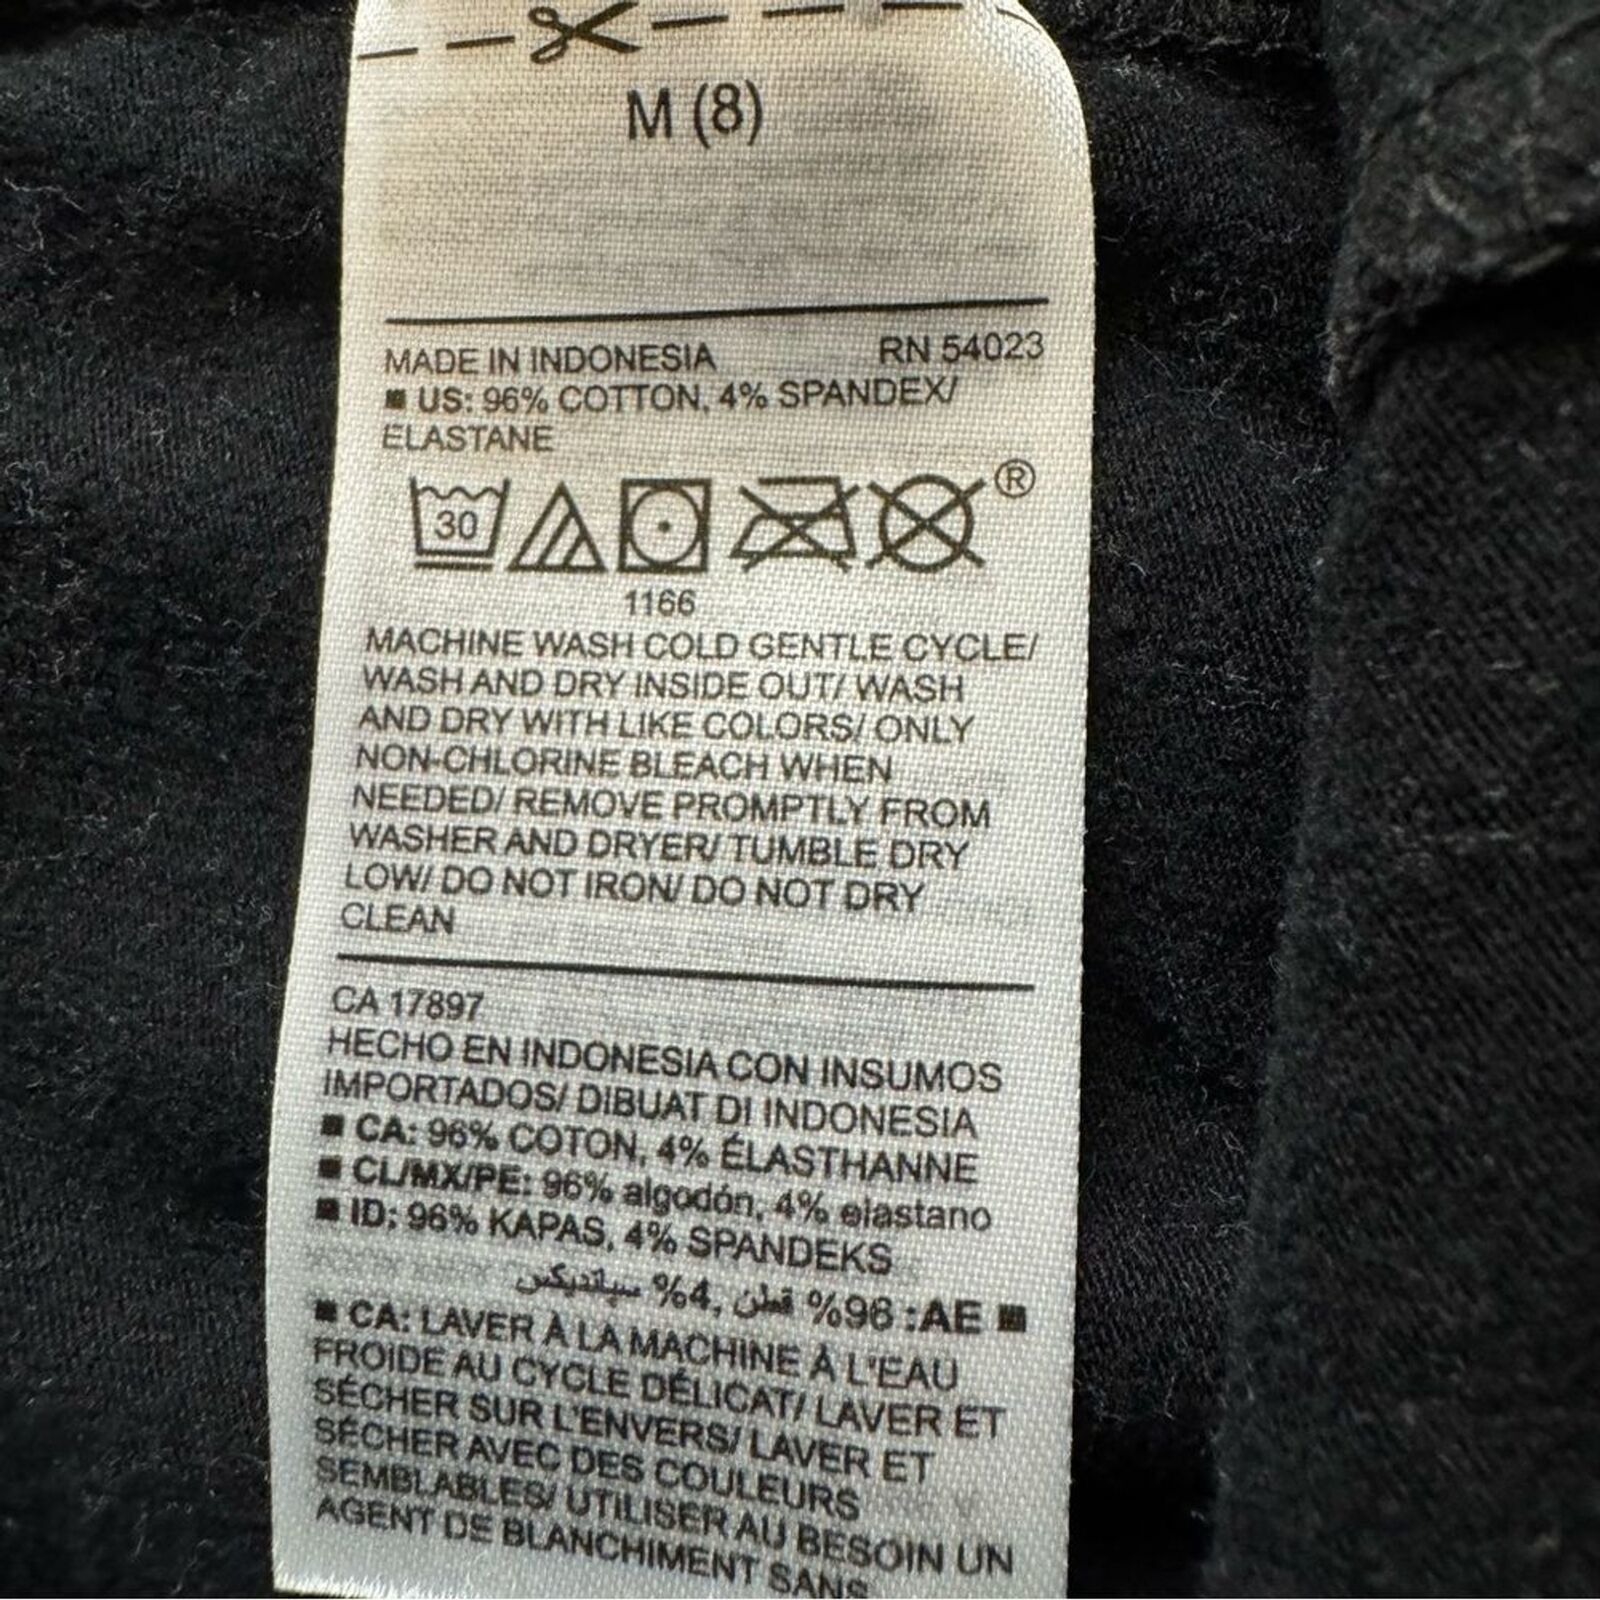 M (8)
MADE IN INDONESIA RN 54023
■ US: 96% COTTON, 4% SPANDEX/
ELASTANE
30
®
1166
MACHINE WASH COLD GENTLE CYCLE/
WASH AND DRY INSIDE OUT/ WASH
AND DRY WITH LIKE COLORS/ ONLY
NON-CHLORINE BLEACH WHEN
NEEDED/ REMOVE PROMPTLY FROM
WASHER AND DRYER/ TUMBLE DRY
LOW/ DO NOT IRON/ DO NOT DRY
CLEAN
CA 17897
HECHO EN INDONESIA CON INSUMOS
IMPORTADOS/ DIBUAT DI INDONESIA
■ CA: 96% COTON, 4% ÉLASTHANNE
■ CL/MX/PE: 96% algodón, 4% elastano
■ ID: 96% KAPAS, 4% SPANDEKS
■ AE: 96% قطن, 4% سباندیکس
■ CA: LAVER À LA MACHINE À L'EAU
FROIDE AU CYCLE DÉLICAT/ LAVER ET
SÉCHER SUR L'ENVERS/ LAVER ET
SÉCHER AVEC DES COULEURS
SEMBLABLES/ UTILISER AU BESOIN UN
AGENT DE BLANCHIMENT SANS